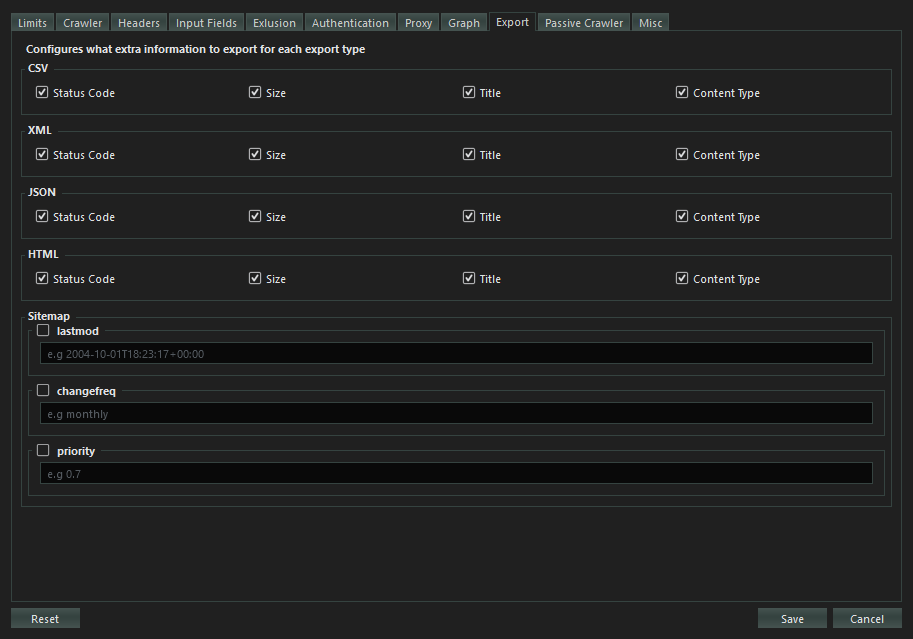 Limits Crawler Headers Input Fields Exlusion Authentication Proxy Graph Export Passive Crawler Misc
Configures what extra information to export for each export type
CSV
Status Code Size Title Content Type
XML
Status Code Size Title Content Type
JSON
Status Code Size Title Content Type
HTML
Status Code Size Title Content Type
Sitemap
lastmod
e.g 2004-10-01T18:23:17+00:00
changefreq
e.g monthly
priority
e.g 0.7
Reset Save Cancel